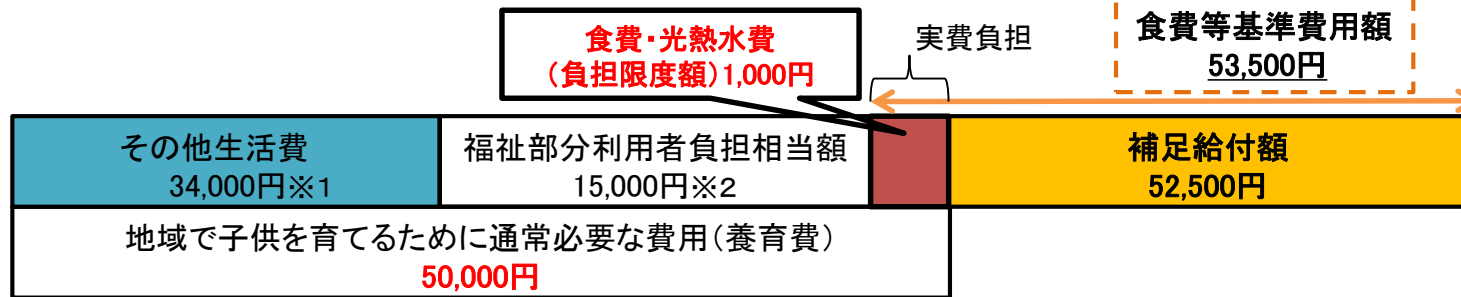 食費・光熱水費
(負担限度額)1,000円
実費負担
食費等基準費用額
53,500円
その他生活費
34,000円※1
福祉部分利用者負担相当額
15,000円※2
補足給付額
52,500円
地域で子供を育てるために通常必要な費用(養育費)
50,000円